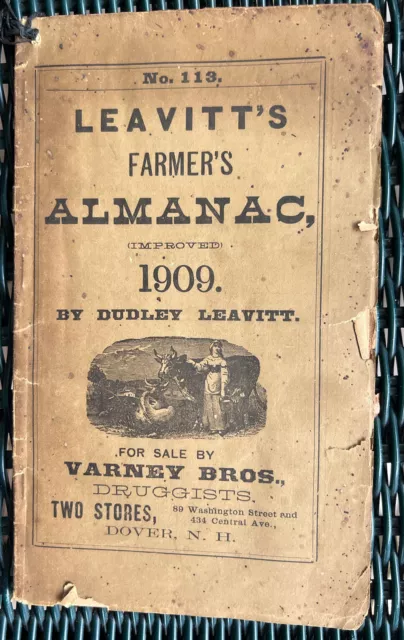 No. 113.
LEAVITT'S
FARMER'S
ALMANAC,
(IMPROVED)
1909.
BY DUDLEY LEAVITT.
FOR SALE BY
VARNEY BROS.,
DRUGGISTS.
TWO STORES, 89 Washington Street and
434 Central Ave.,
DOVER, N. H.